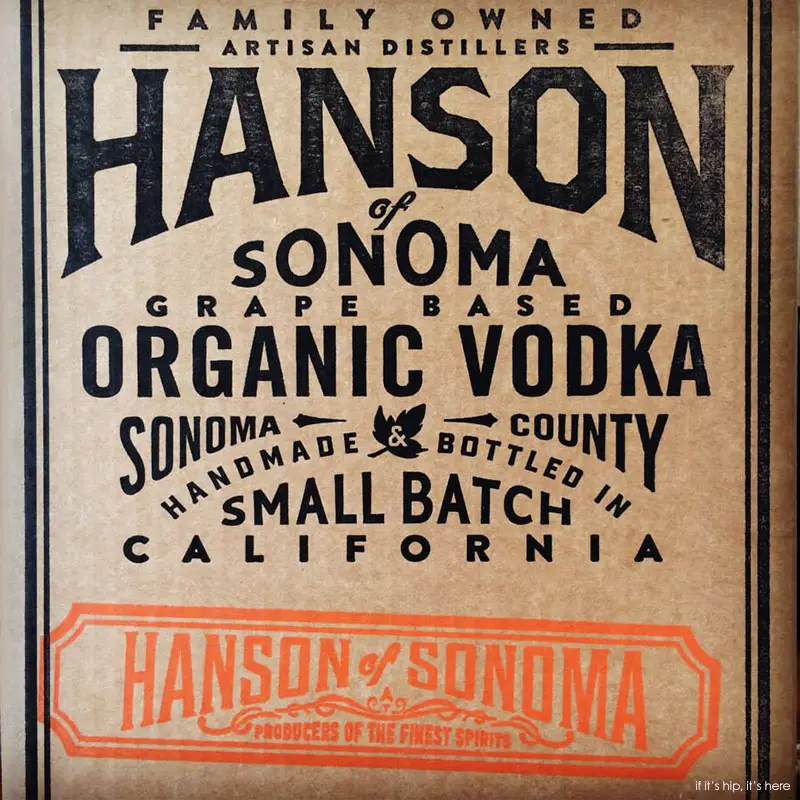 FAMILY OWNED
ARTISAN DISTILLERS
HANSON
of
SONOMA
GRAPE BASED
ORGANIC VODKA
SONOMA COUNTY
HANDMADE & BOTTLED IN
SMALL BATCH
CALIFORNIA
HANSON of SONOMA
PRODUCERS OF THE FINEST SPIRITS
if it's hip, it's here